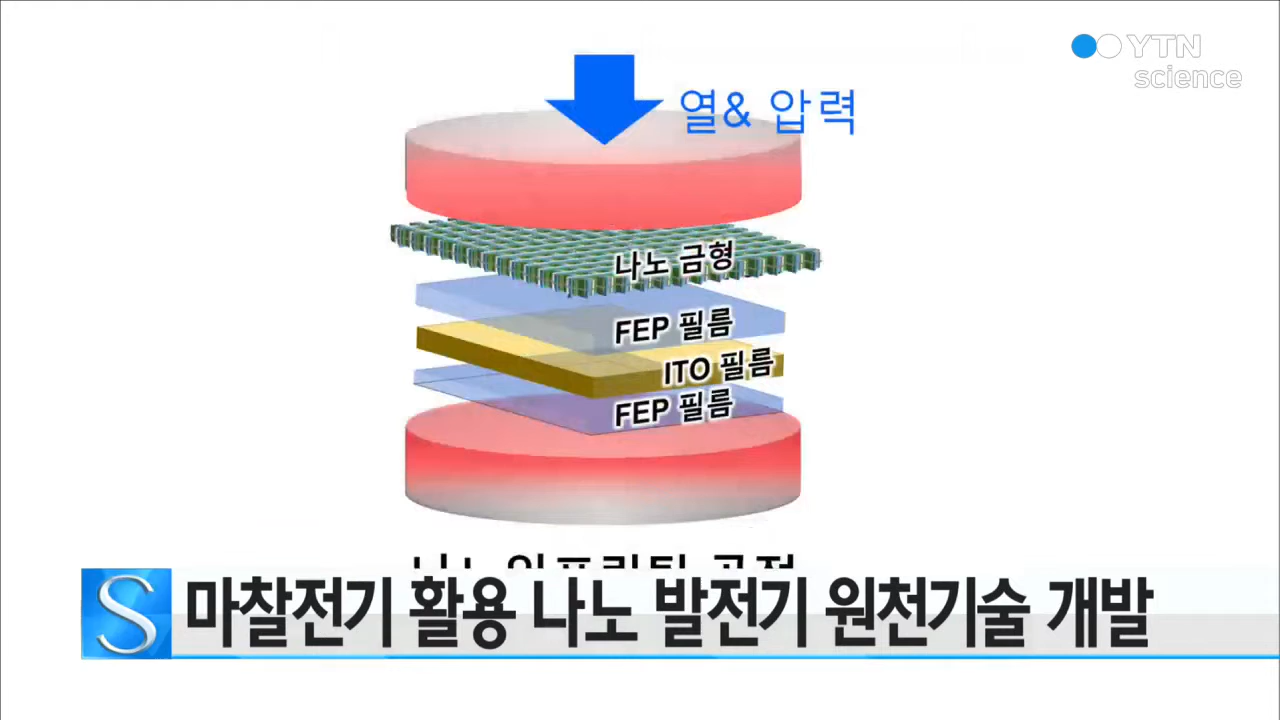 YTN
science
열& 압력
나노 금형
FEP 필름
ITO 필름
FEP 필름
S 마찰전기 활용 나노 발전기 원천기술 개발